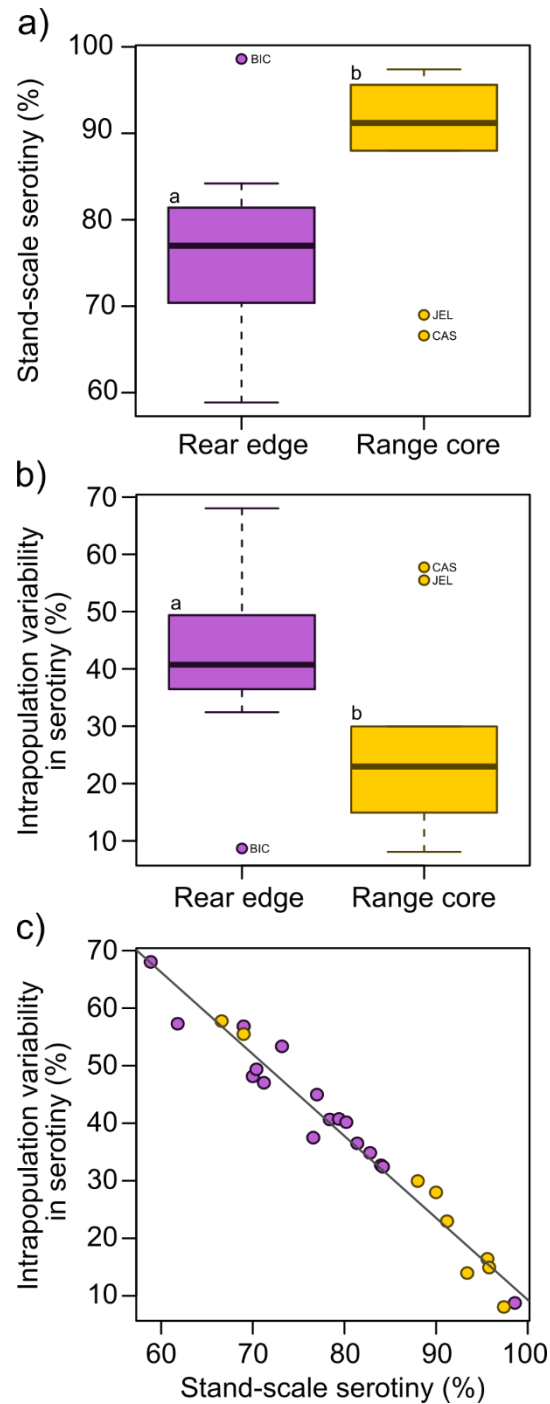 a)
Stand-scale serotiny (%)
100
90
80
70
60
BIC
a
b
JEL
CAS
Rear edge
Range core
b)
Intrapopulation variability
in serotiny (%)
70
60
50
40
30
20
10
a
BIC
CAS
JEL
b
Rear edge
Range core
c)
Intrapopulation variability
in serotiny (%)
70
60
50
40
30
20
10
60
70
80
90
100
Stand-scale serotiny (%)